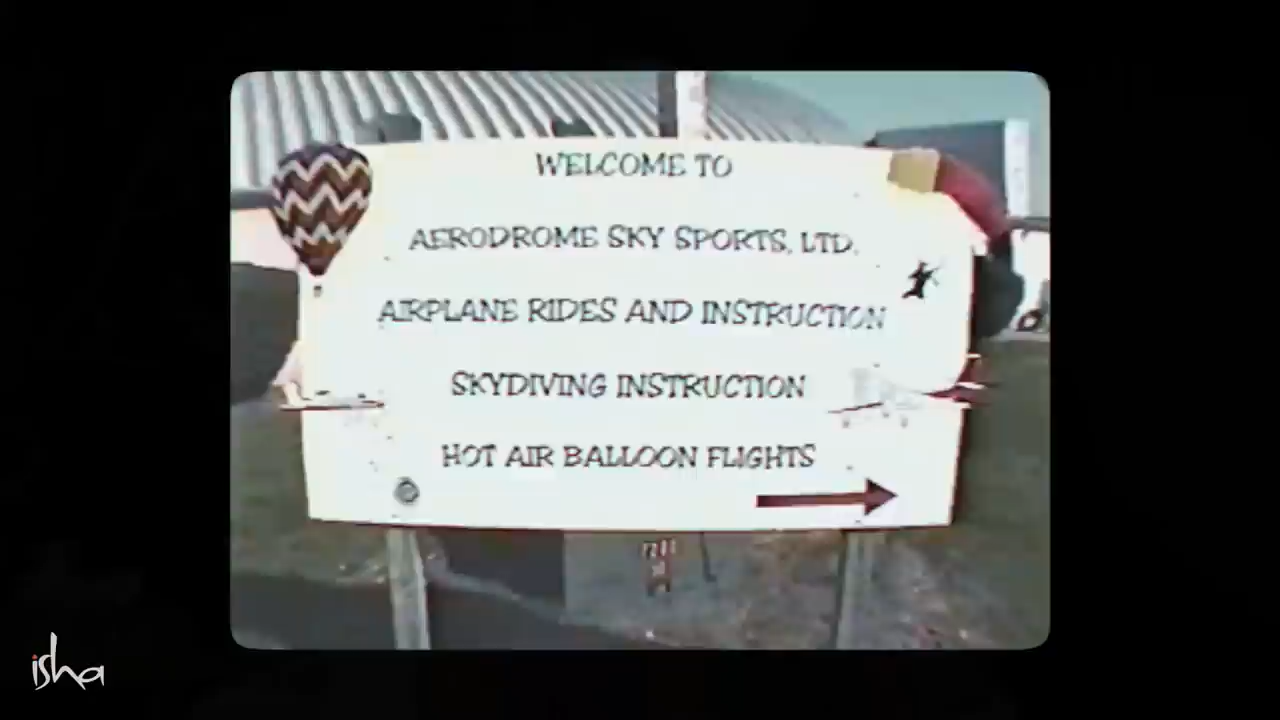 WELCOME TO
AERODROME SKY SPORTS, LTD.
AIRPLANE RIDES AND INSTRUCTION
SKYDIVING INSTRUCTION
HOT AIR BALLOON FLIGHTS
isha